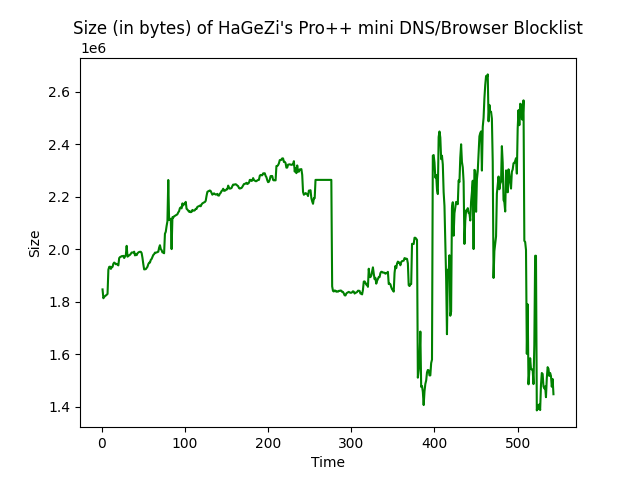 Size (in bytes) of HaGeZi's Pro++ mini DNS/Browser Blocklist
1e6
2.6
2.4
2.2
2.0
1.8
1.6
1.4
Size
0 100 200 300 400 500
Time